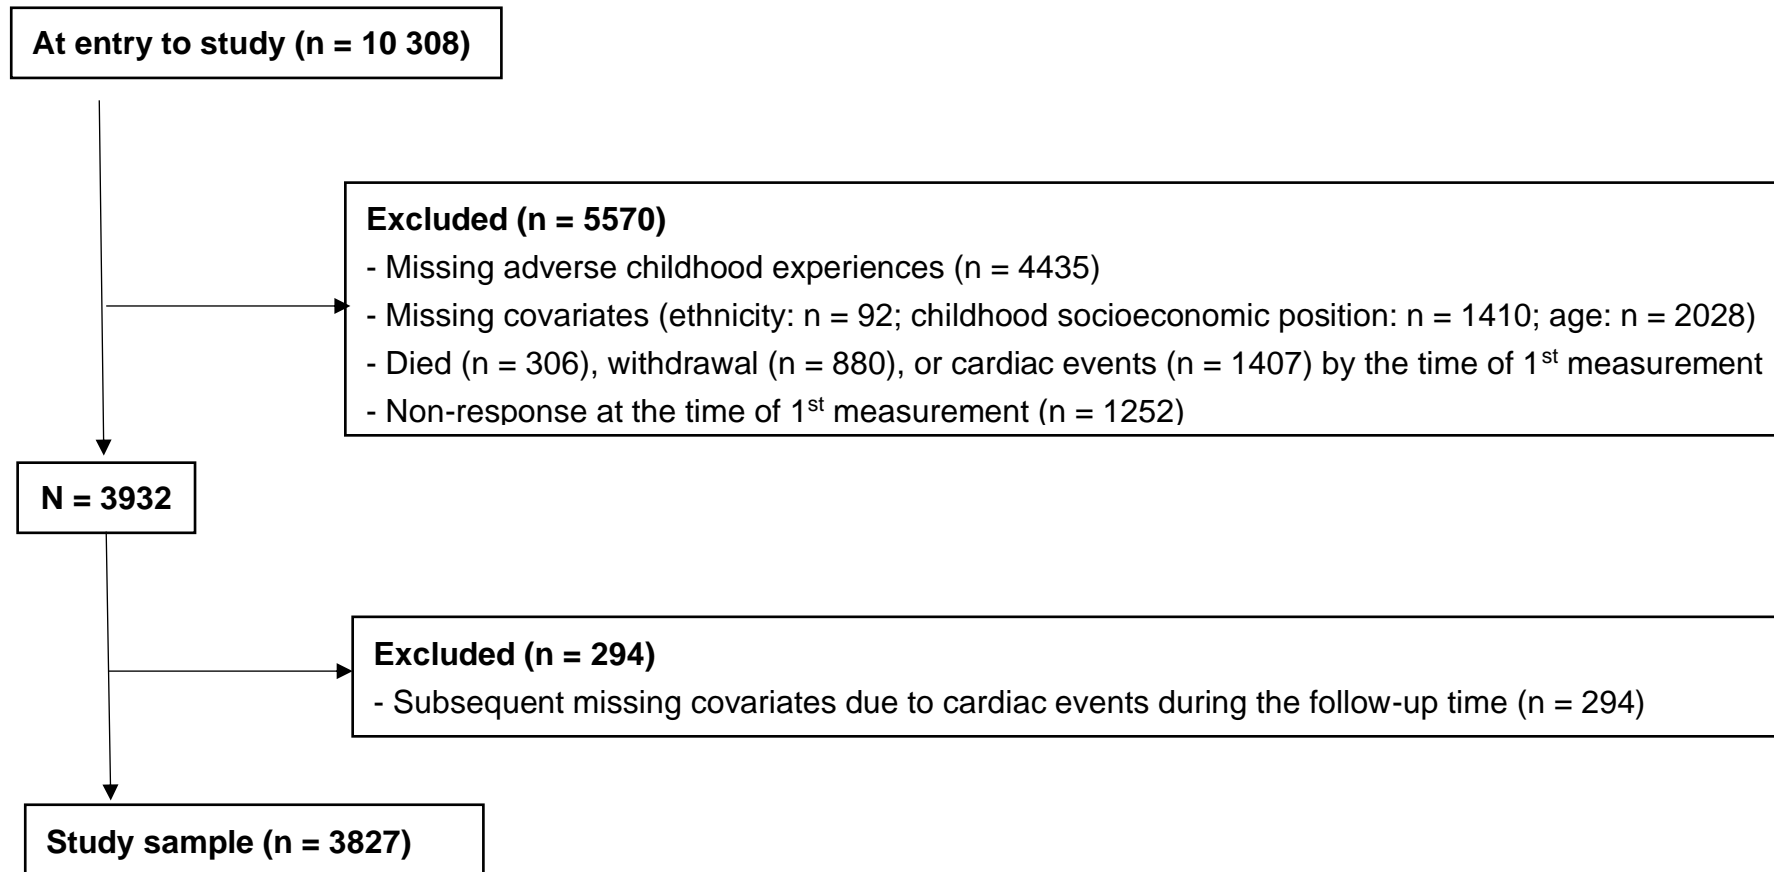 At entry to study (n = 10 308)
Excluded (n = 5570)
- Missing adverse childhood experiences (n = 4435)
- Missing covariates (ethnicity: n = 92; childhood socioeconomic position: n = 1410; age: n = 2028)
- Died (n = 306), withdrawal (n = 880), or cardiac events (n = 1407) by the time of 1st measurement
- Non-response at the time of 1st measurement (n = 1252)
N = 3932
Excluded (n = 294)
- Subsequent missing covariates due to cardiac events during the follow-up time (n = 294)
Study sample (n = 3827)